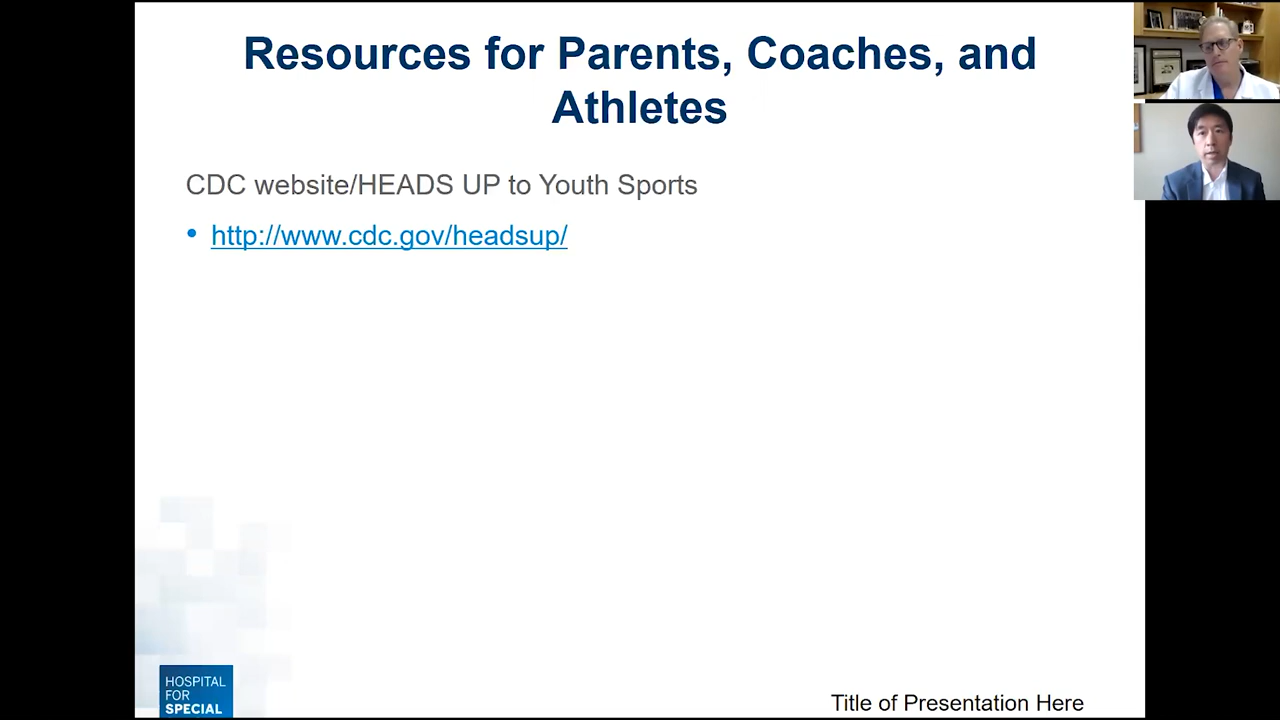 Resources for Parents, Coaches, and
Athletes
CDC website/HEADS UP to Youth Sports
• http://www.cdc.gov/headsup/
HOSPITAL
FOR
SPECIAL
Title of Presentation Here